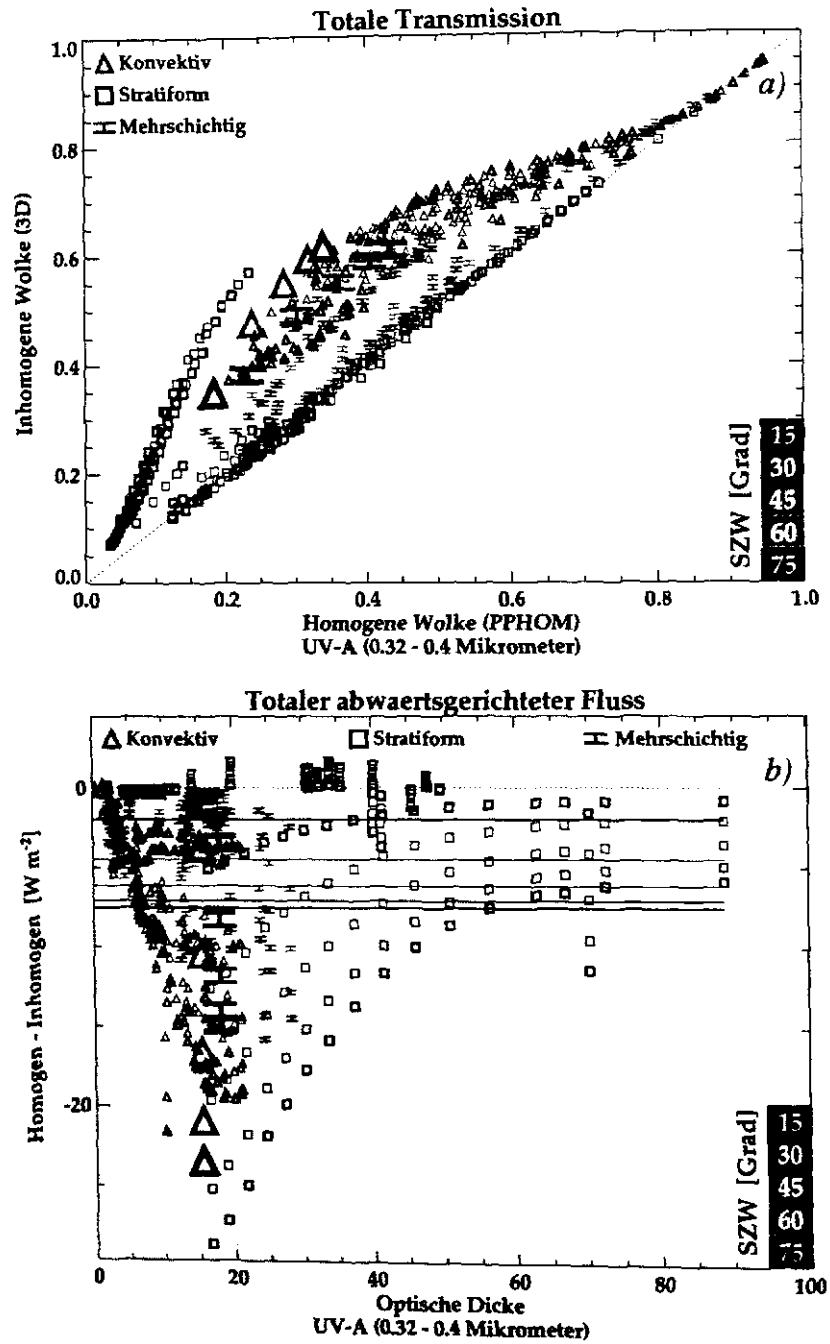 Totale Transmission
a)
Konvektiv
Stratiform
Mehrschichtig
Inhomogene Wolke (3D)
1.0
0.8
0.6
0.4
0.2
0.0
0.0 0.2 0.4 0.6 0.8 1.0
SZW [Grad]
15
30
45
60
75
Homogene Wolke (PPHOM)
UV-A (0.32 - 0.4 Mikrometer)
Totaler abwaertsgerichteter Fluss
Konvektiv Stratiform Mehrschichtig
b)
Homogen - Inhomogen [W m-2]
0
-10
-20
0 20 40 60 80 100
SZW [Grad]
15
30
45
60
75
Optische Dicke
UV-A (0.32 - 0.4 Mikrometer)